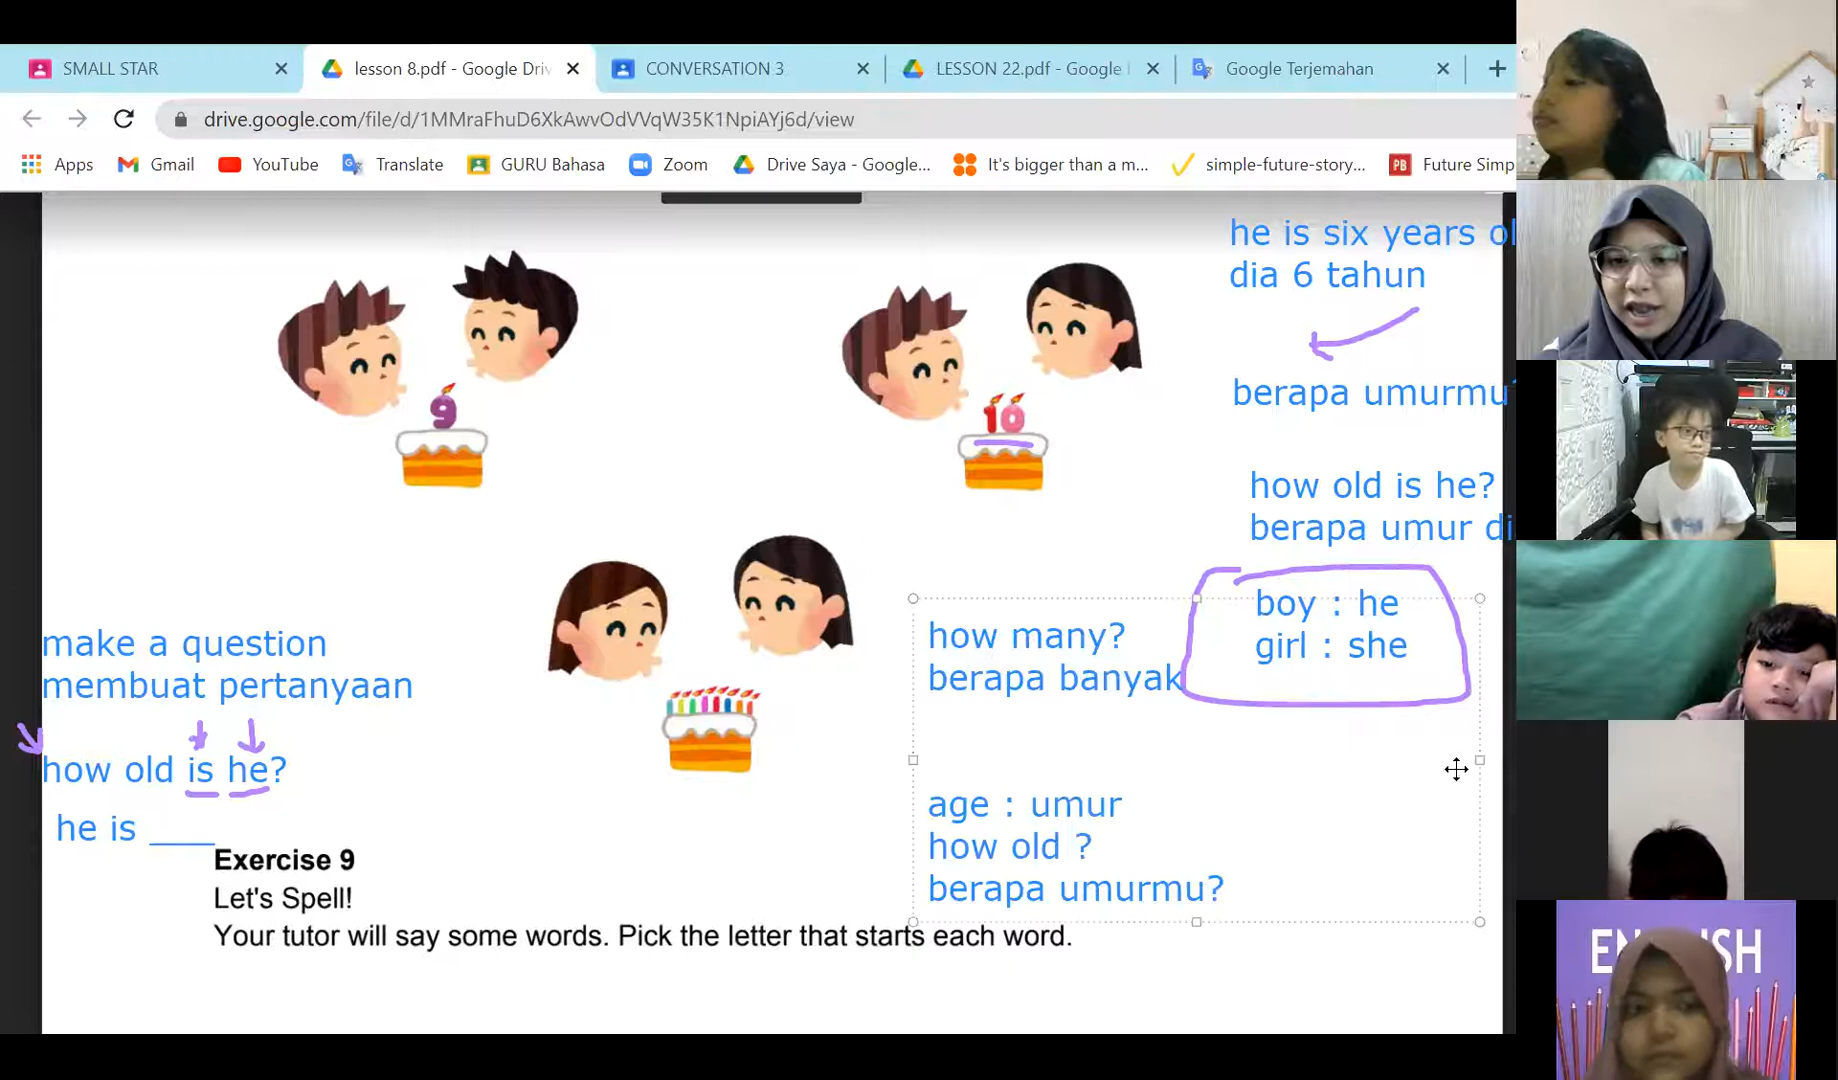 SMALL STAR
lesson 8.pdf - Google Driv
CONVERSATION 3
LESSON 22.pdf - Google
Google Terjemahan
drive.google.com/file/d/1MMraFhuD6XkAwvOdVVqW35K1NpiAYj6d/view
Apps
Gmail
YouTube
Translate
GURU Bahasa
Zoom
Drive Saya - Google...
It's bigger than a m...
simple-future-story...
PB Future Simp
he is six years ol
dia 6 tahun
berapa umurmu?
how old is he?
berapa umur di
9
10
boy : he
girl : she
how many?
berapa banyak
make a question
membuat pertanyaan
how old is he?
he is ____
age : umur
how old ?
berapa umurmu?
Exercise 9
Let's Spell!
Your tutor will say some words. Pick the letter that starts each word.